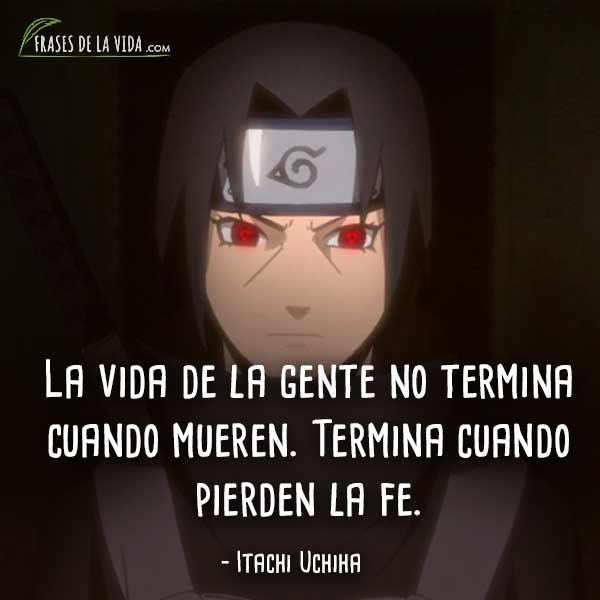 FRASES DE LA VIDA.COM
LA VIDA DE LA GENTE NO TERMINA
CUANDO MUEREN. TERMINA CUANDO
PIERDEN LA FE.
- ITACHI UCHIHA